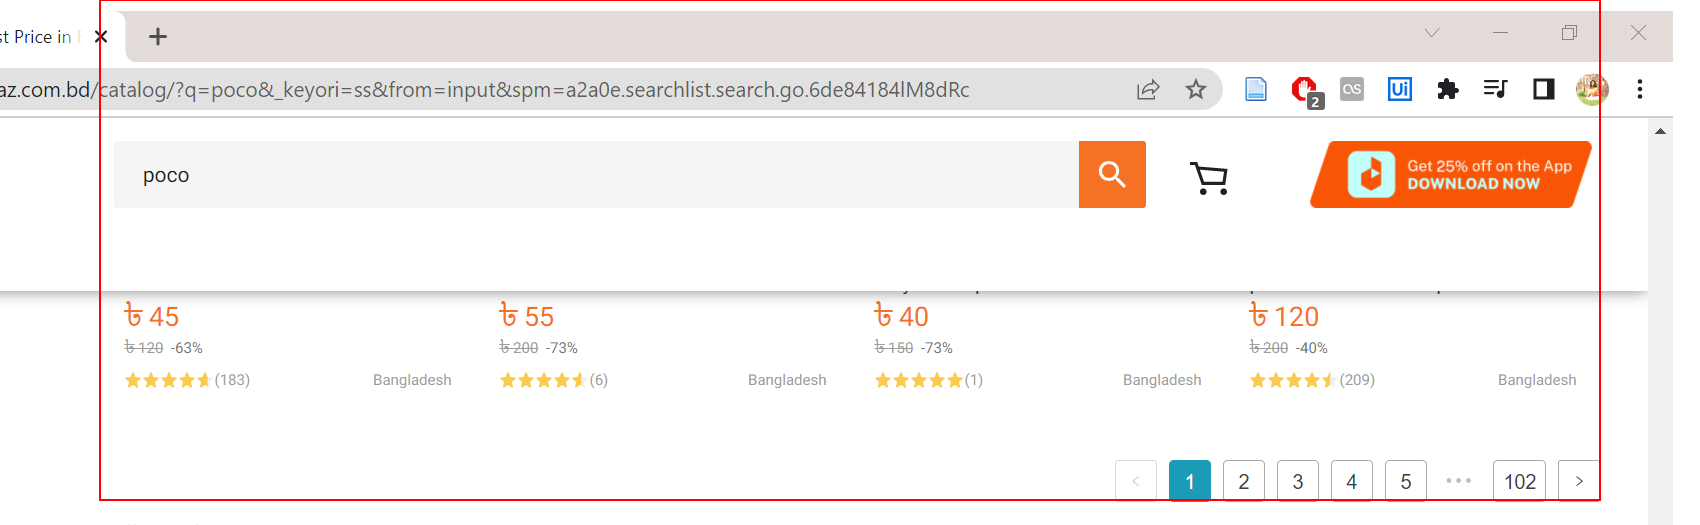 st Price in
az.com.bd/catalog/?q=poco&_keyori=ss&from=input&spm=a2a0e.searchlist.search.go.6de84184lM8dRc
2
Ui
poco
Get 25% off on the App
DOWNLOAD NOW
৳ 45
৳ 120 -63%
(183) Bangladesh
৳ 55
৳ 200 -73%
(6) Bangladesh
৳ 40
৳ 150 -73%
(1) Bangladesh
৳ 120
৳ 200 -40%
(209) Bangladesh
< 1 2 3 4 5 ••• 102 >